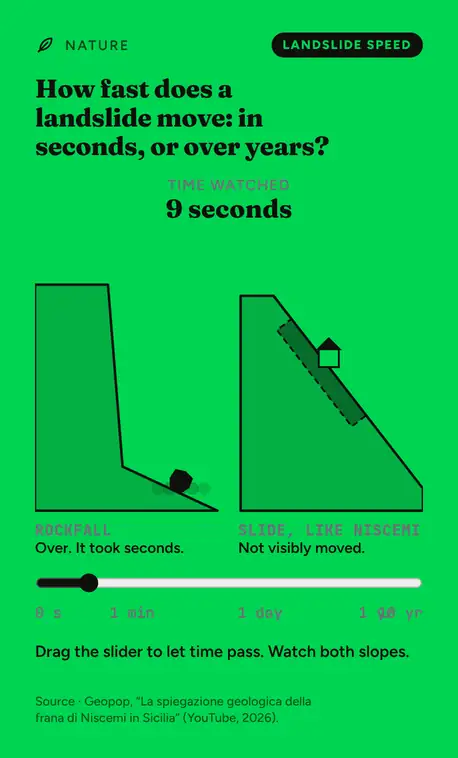 NATURE
LANDSLIDE SPEED
How fast does a
landslide move: in
seconds, or over years?
TIME WATCHED
9 seconds
ROCKFALL
Over. It took seconds.
SLIDE, LIKE NISCEMI
Not visibly moved.
0 s
1 min
1 day
1 yr
Drag the slider to let time pass. Watch both slopes.
Source · Geopop, “La spiegazione geologica della
frana di Niscemi in Sicilia” (YouTube, 2026).